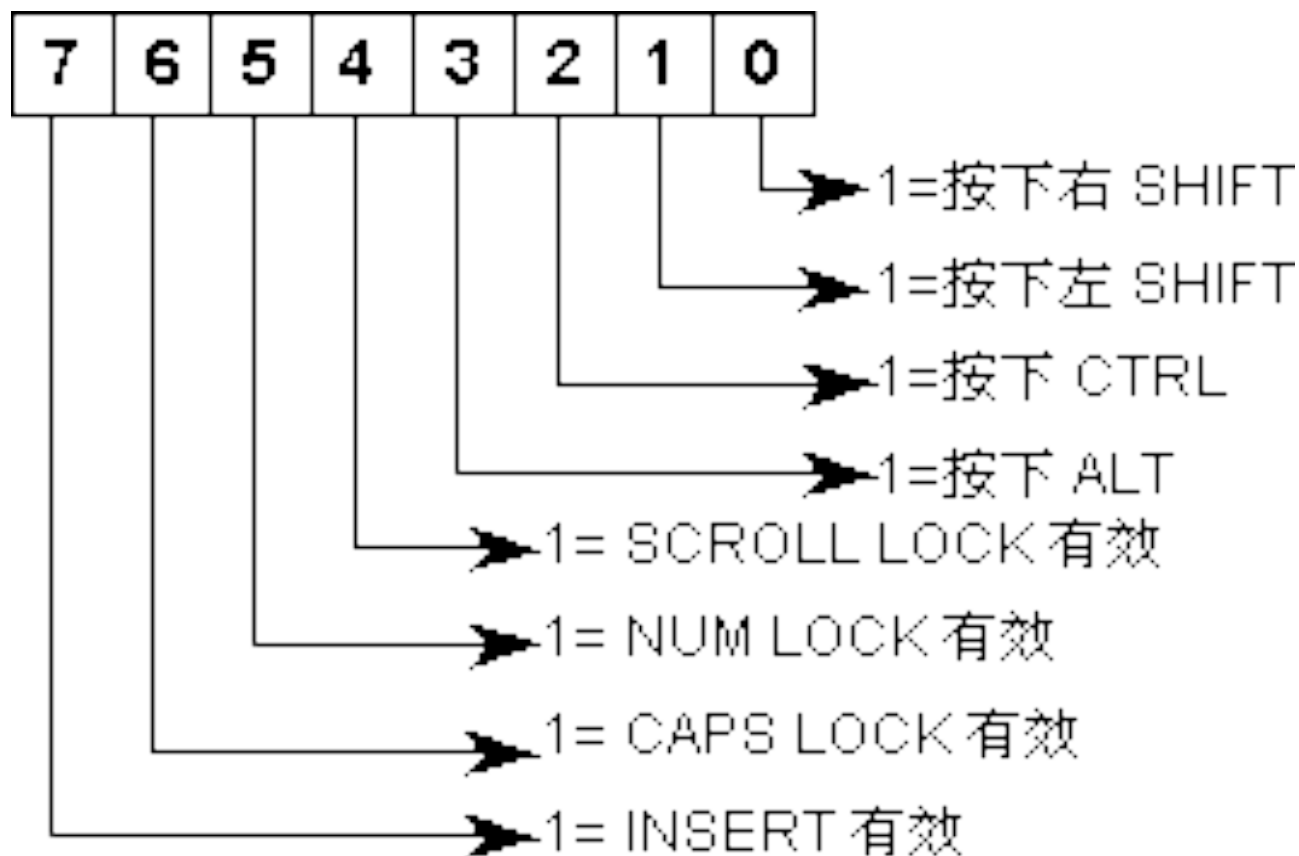 7 6 5 4 3 2 1 0
1=按下右 SHIFT
1=按下左 SHIFT
1=按下 CTRL
1=按下 ALT
1= SCROLL LOCK 有效
1= NUM LOCK 有效
1= CAPS LOCK 有效
1= INSERT 有效